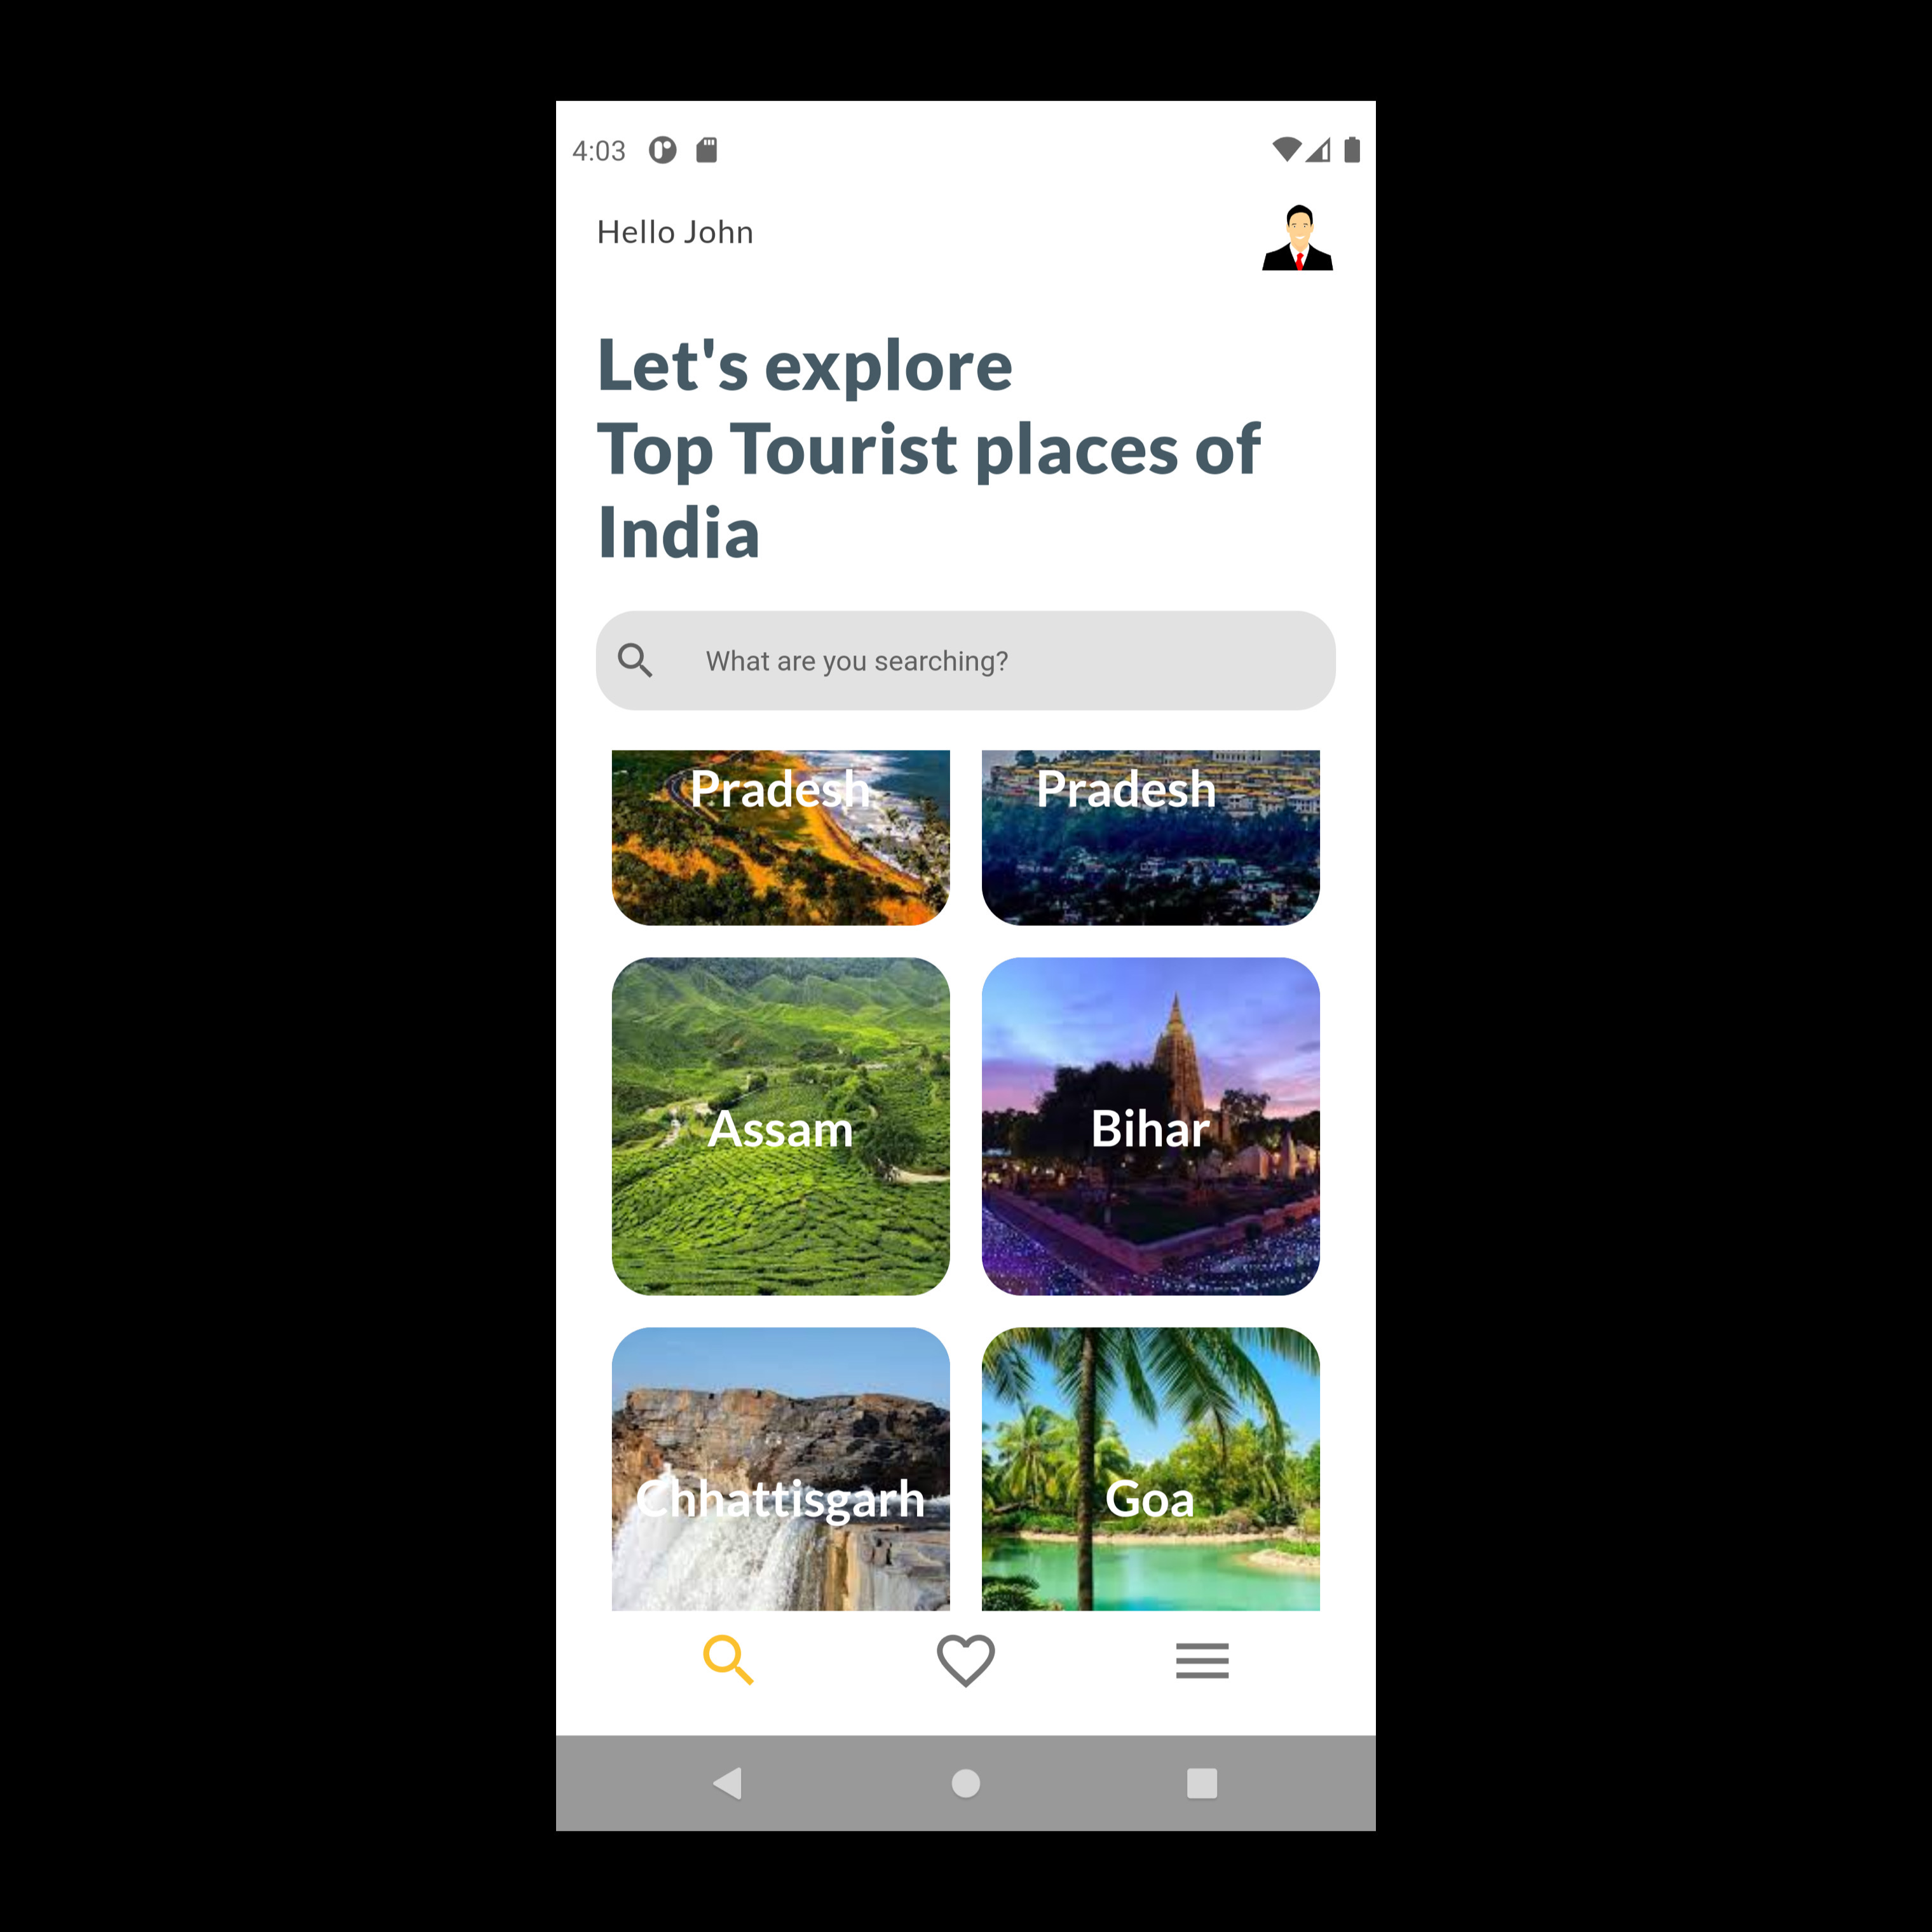 4:03
Hello John
Let's explore
Top Tourist places of
India
What are you searching?
Pradesh
Pradesh
Assam
Bihar
Chhattisgarh
Goa